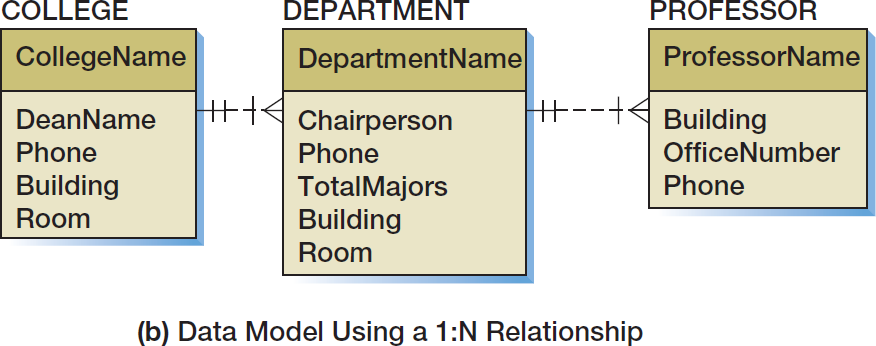 COLLEGE
CollegeName
DeanName
Phone
Building
Room
DEPARTMENT
DepartmentName
Chairperson
Phone
TotalMajors
Building
Room
PROFESSOR
ProfessorName
Building
OfficeNumber
Phone
(b) Data Model Using a 1:N Relationship